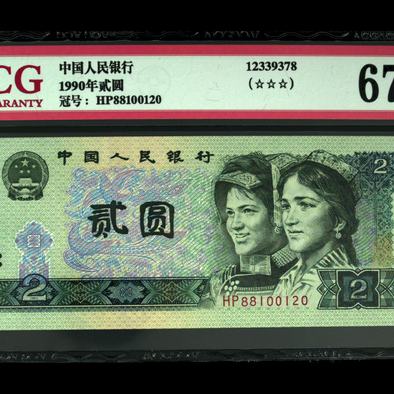 CG
ARANTY
中国人民银行
1990年贰圆
冠号：HP88100120
12339378
(☆☆☆)
67
中国人民银行
2
贰圆
HP88100120
2
2